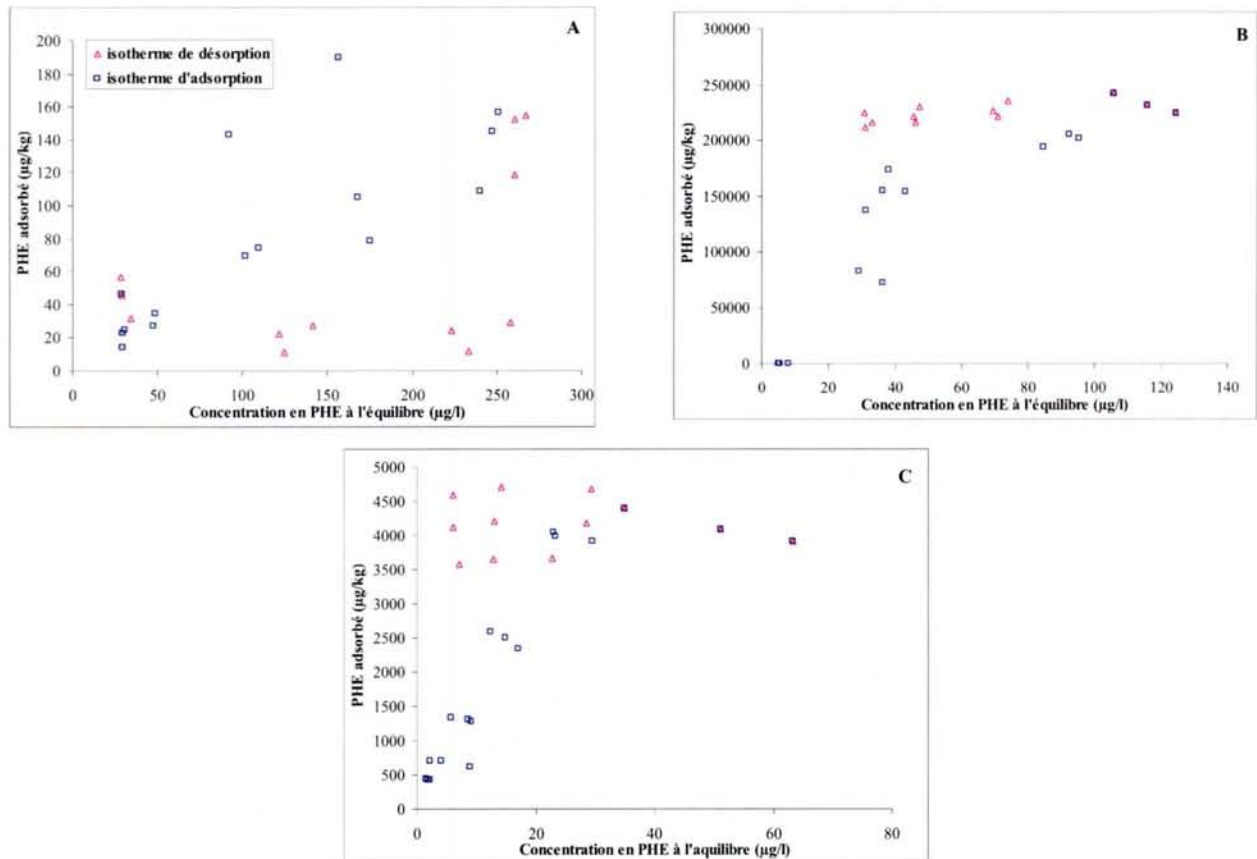 A
200
180
160
140
120
100
80
60
40
20
0
PHE adsorbé (µg/kg)
isotherme de désorption
isotherme d'adsorption
0 50 100 150 200 250 300
Concentration en PHE à l'équilibre (µg/l)
B
300000
250000
200000
150000
100000
50000
0
PHE adsorbé (µg/kg)
0 20 40 60 80 100 120 140
Concentration en PHE à l'équilibre (µg/l)
C
5000
4500
4000
3500
3000
2500
2000
1500
1000
500
0
PHE adsorbé (µg/kg)
0 20 40 60 80
Concentration en PHE à l'aquilibre (µg/l)